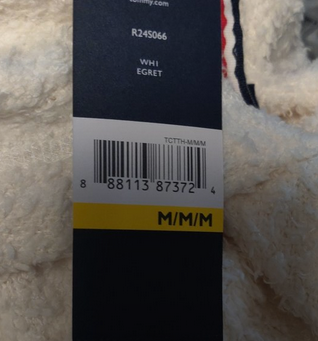 R24S066
WHI
EGRET
TCTTH-M/M/M
8 88113 87372 4
M/M/M